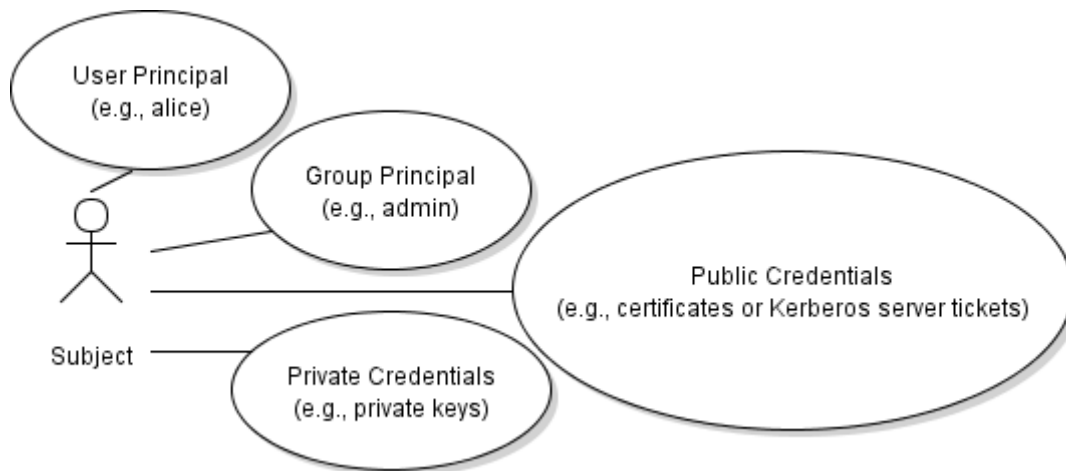 User Principal
(e.g., alice)
Group Principal
(e.g., admin)
Public Credentials
(e.g., certificates or Kerberos server tickets)
Subject
Private Credentials
(e.g., private keys)